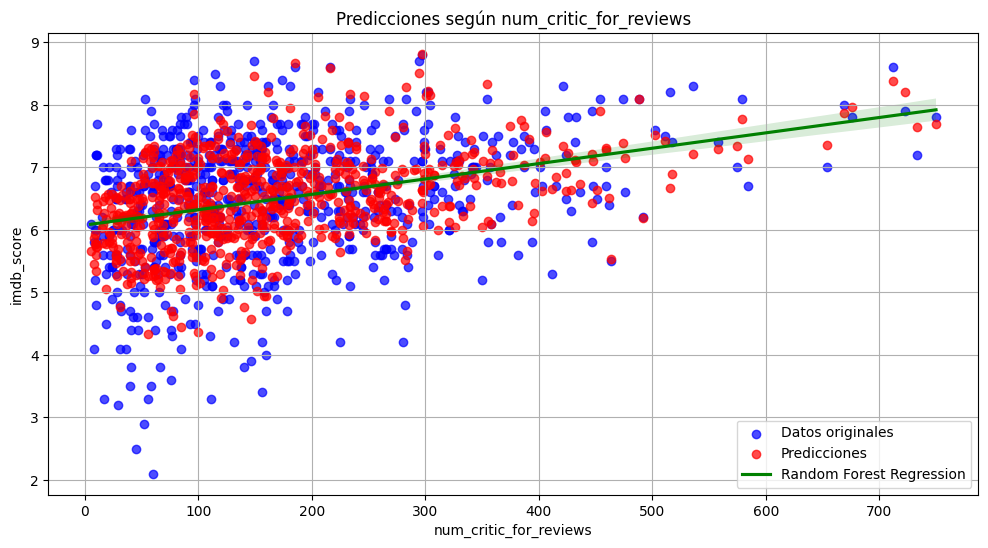 Predicciones según num_critic_for_reviews
imdb_score
9
8
7
6
5
4
3
2
0 100 200 300 400 500 600 700
num_critic_for_reviews
Datos originales
Predicciones
Random Forest Regression